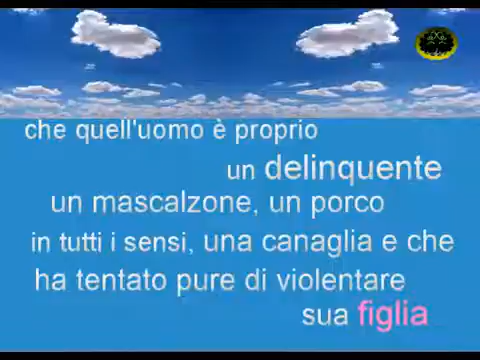 che quell'uomo è proprio
un delinquente
un mascalzone, un porco
in tutti i sensi, una canaglia e che
ha tentato pure di violentare
sua figlia